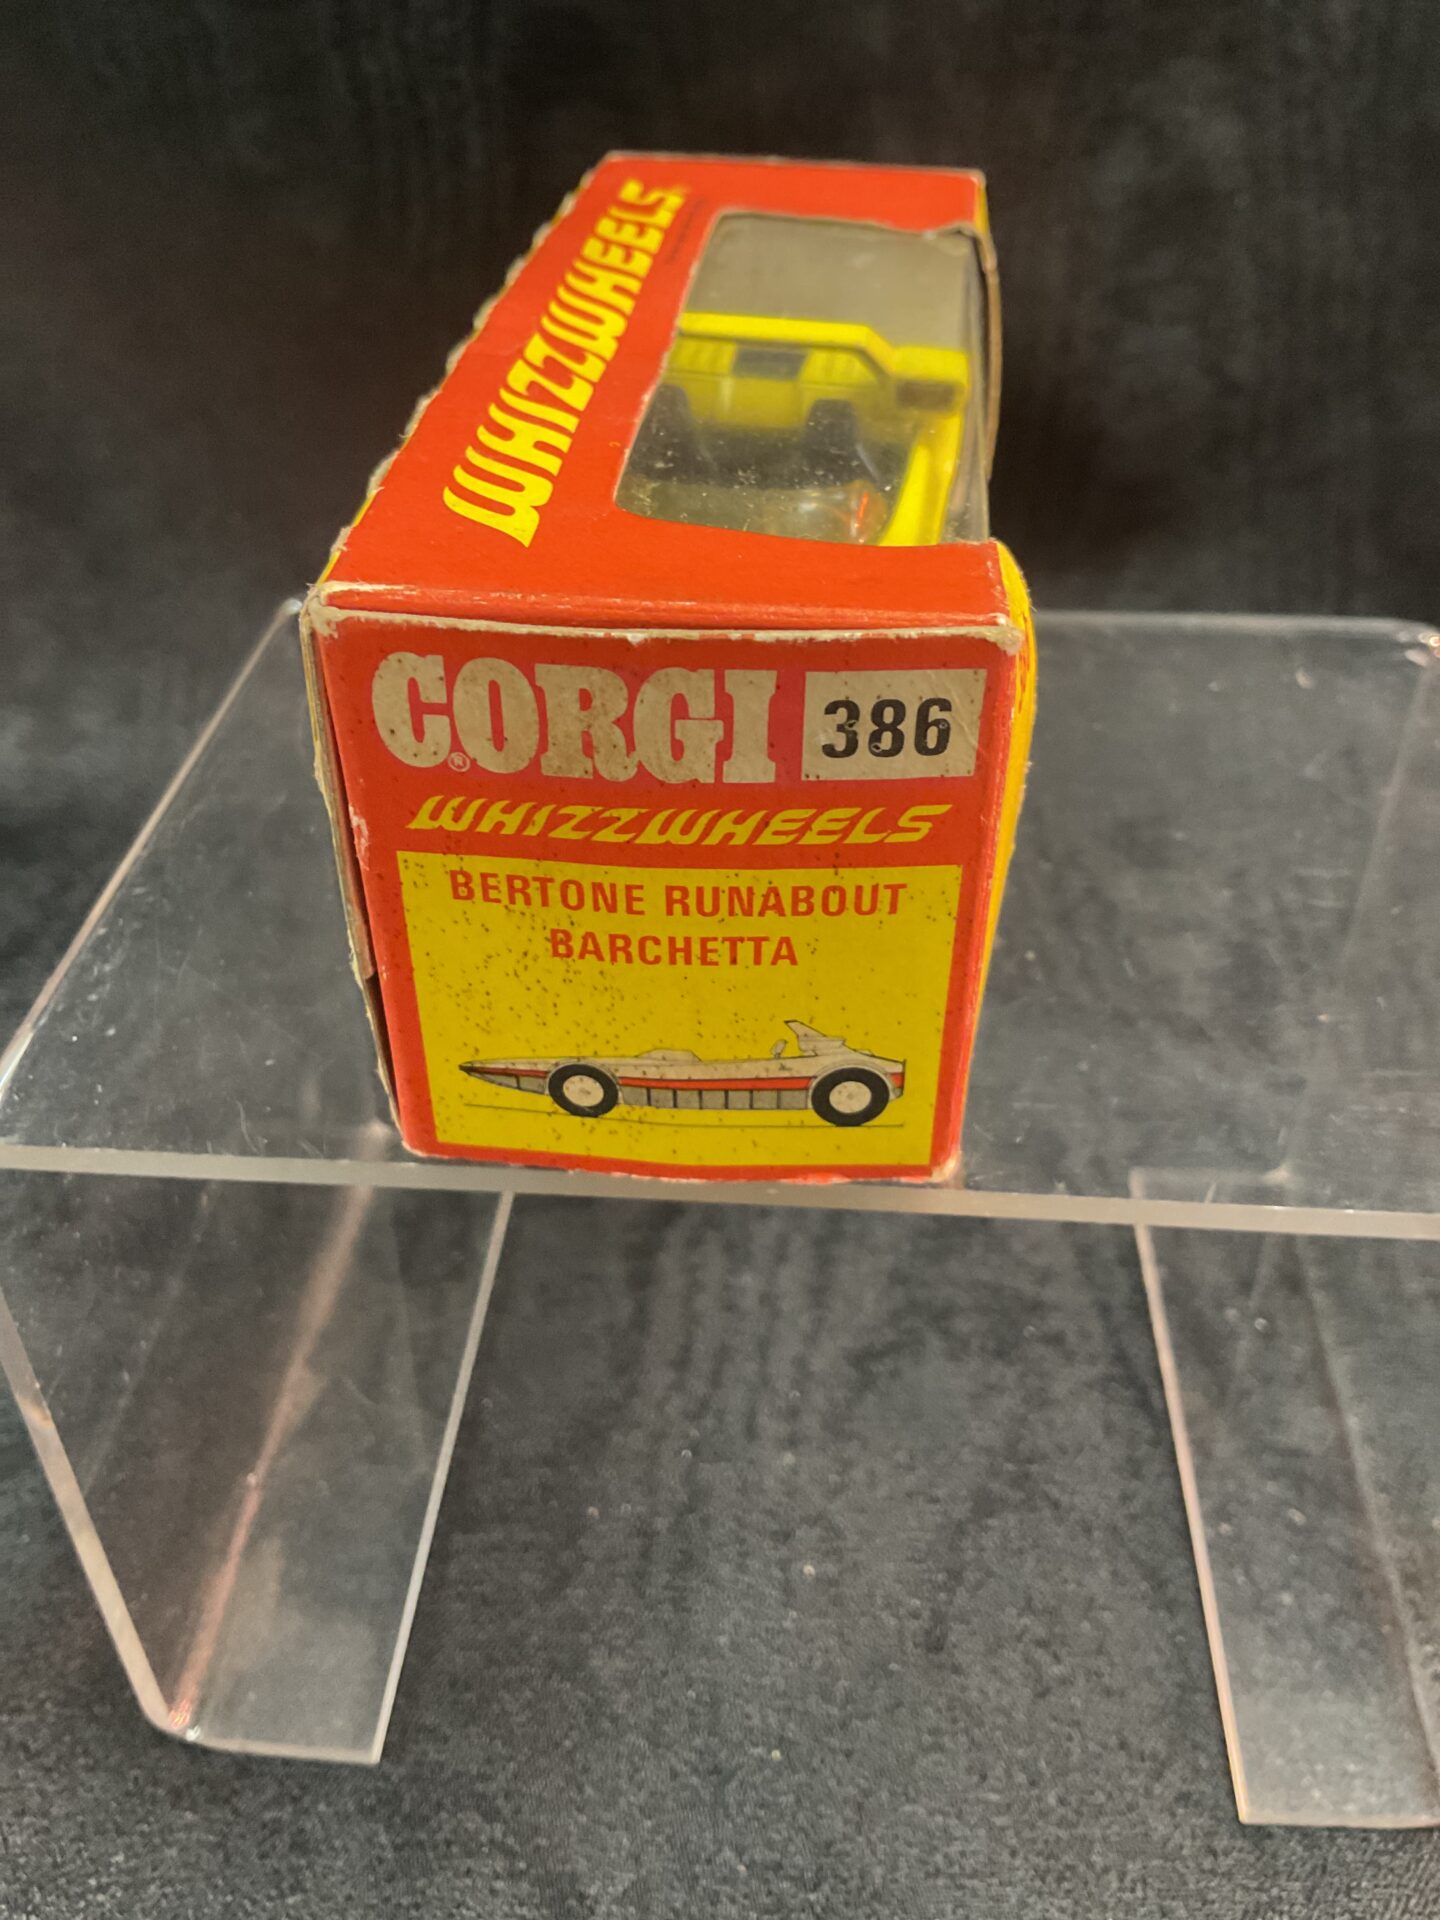 WHIZZWHEELS
CORGI® 386
WHIZZWHEELS
BERTONE RUNABOUT
BARCHETTA